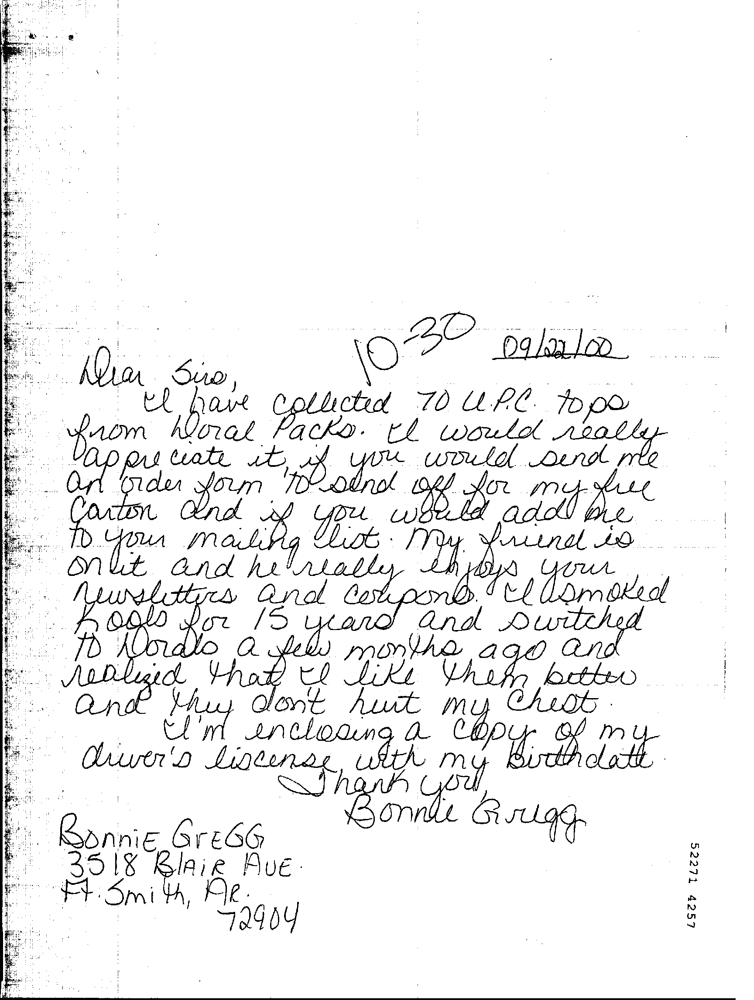 10-30
09/22/00
Dear Sirs,
I have collected 70 U.P.C. tops
from Doral Packs. I would really
appreciate it, if you would send me
an order form to send off for my free
carton and if you would add me
to your mailing list. My friend is
on it and he really enjoys your
newsletters and coupons. I smoked
Kools for 15 years and switched
to Dorals a few months ago and
realized that I like them better
and they don't hurt my chest.
I'm enclosing a copy of my
driver's liscense with my birthdate.
Thank you,
Bonnie Gregg
Bonnie Gregg
3518 Blair Ave.
Ft. Smith, AR.
72904
52271 4257